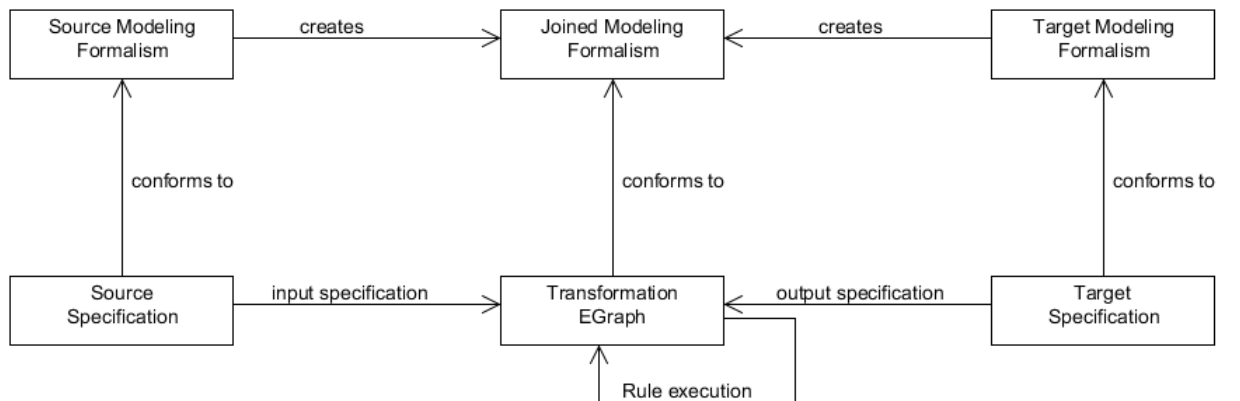 Source Modeling
Formalism
creates
Joined Modeling
Formalism
creates
Target Modeling
Formalism
conforms to
conforms to
conforms to
Source
Specification
input specification
Transformation
EGraph
output specification
Target
Specification
Rule execution